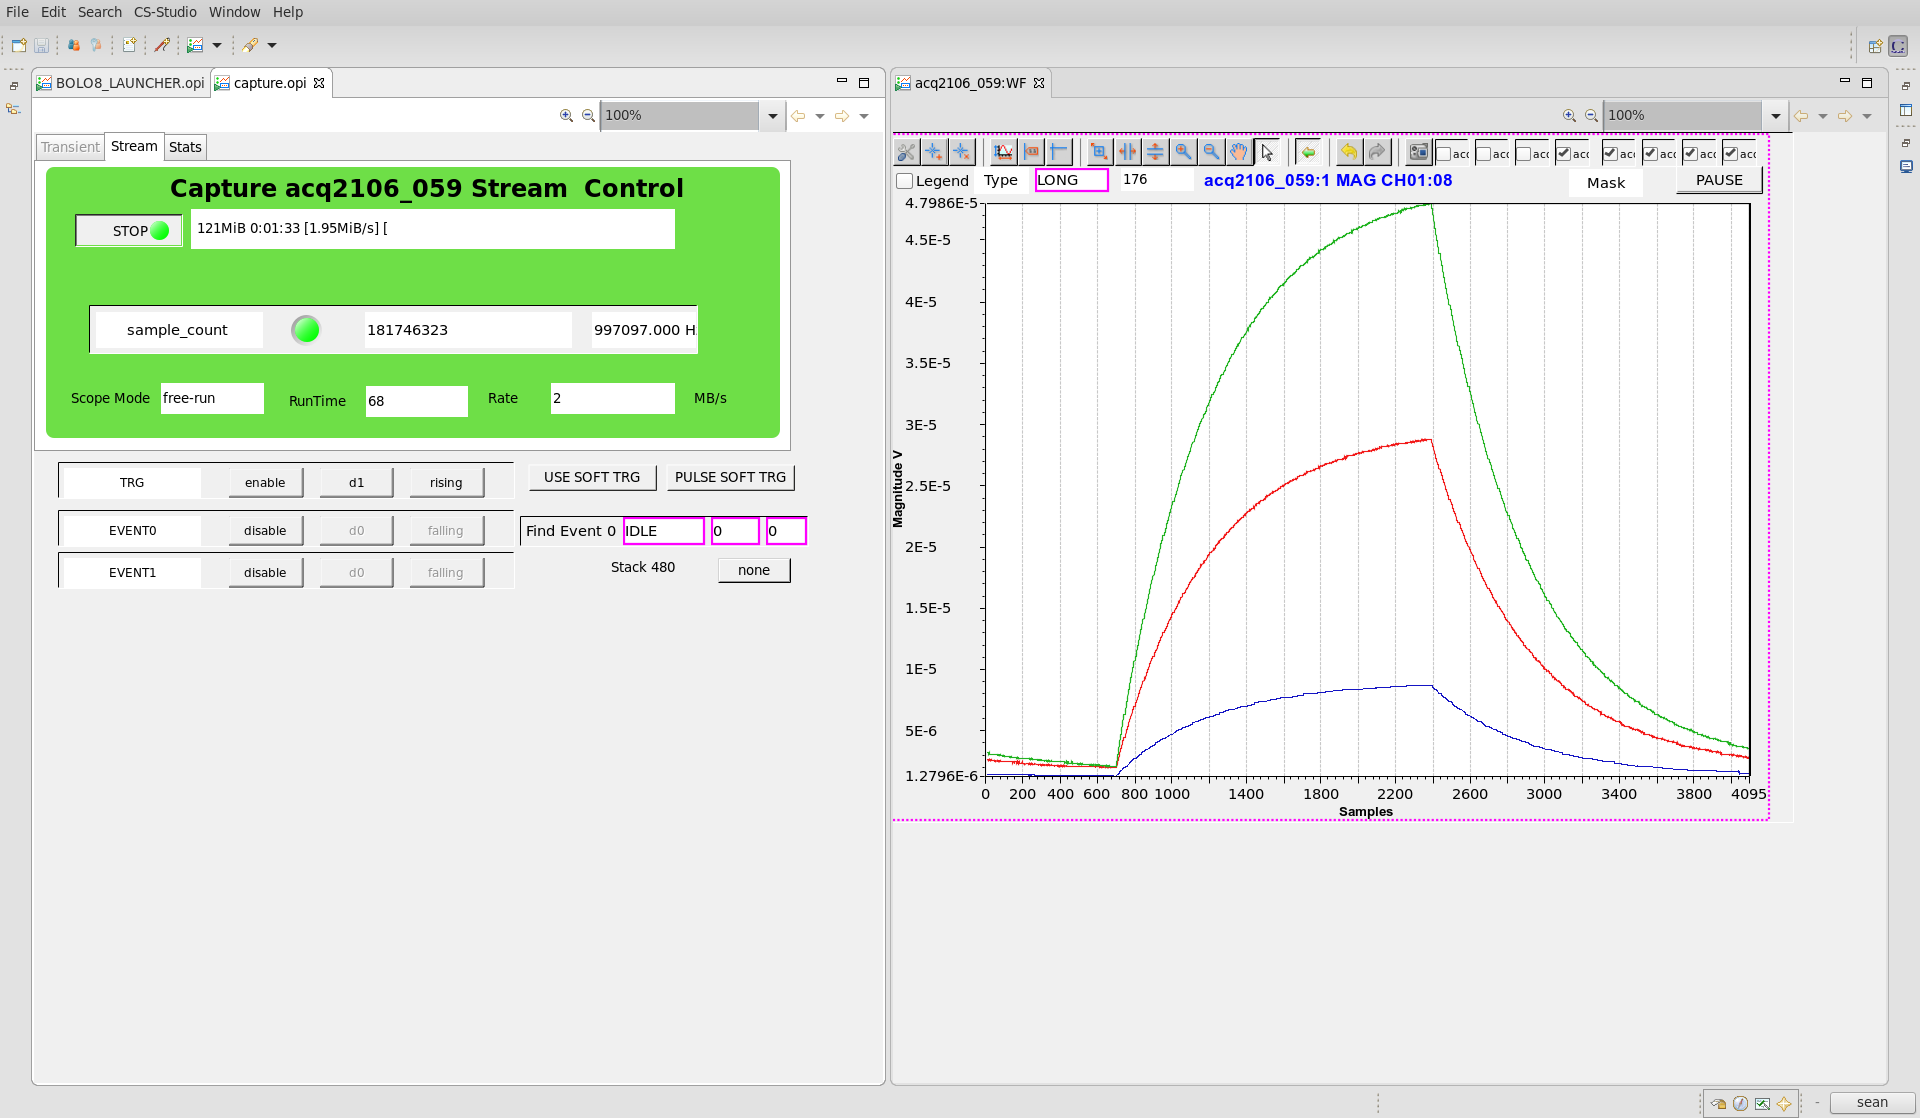 File Edit Search CS-Studio Window Help
BOLO8_LAUNCHER.opi capture.opi
100%
Transient Stream Stats
Capture acq2106_059 Stream Control
STOP 121MiB 0:01:33 [1.95MiB/s] [
sample_count 181746323 997097.000 H
Scope Mode free-run RunTime 68 Rate 2 MB/s
TRG enable d1 rising USE SOFT TRG PULSE SOFT TRG
EVENT0 disable d0 falling Find Event 0 IDLE 0 0
EVENT1 disable d0 falling Stack 480 none
acq2106_059:WF
100%
acc acc acc acc acc acc acc acc
Legend Type LONG 176 acq2106_059:1 MAG CH01:08 Mask PAUSE
4.7986E-5
4.5E-5
4E-5
3.5E-5
3E-5
2.5E-5
2E-5
1.5E-5
1E-5
5E-6
1.2796E-6
Magnitude V
0 200 400 600 800 1000 1400 1800 2200 2600 3000 3400 3800 4095
Samples
- sean